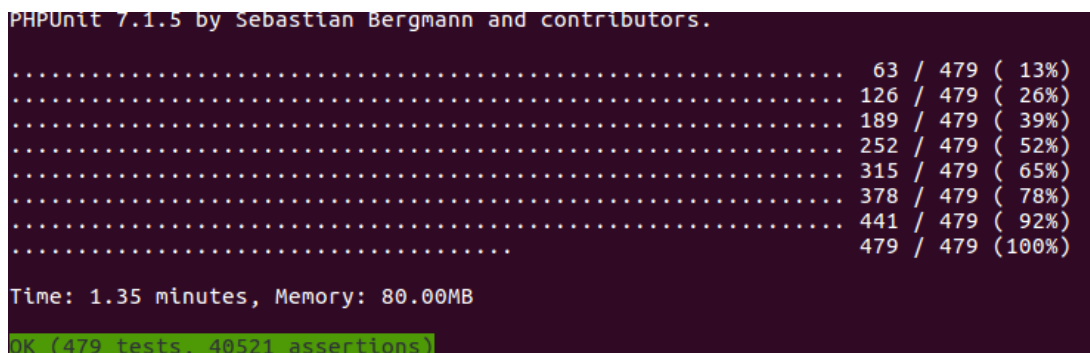 PHPUnit 7.1.5 by Sebastian Bergmann and contributors.
............................................................... 63 / 479 ( 13%)
............................................................... 126 / 479 ( 26%)
............................................................... 189 / 479 ( 39%)
............................................................... 252 / 479 ( 52%)
............................................................... 315 / 479 ( 65%)
............................................................... 378 / 479 ( 78%)
............................................................... 441 / 479 ( 92%)
...................................... 479 / 479 (100%)
Time: 1.35 minutes, Memory: 80.00MB
OK (479 tests, 40521 assertions)